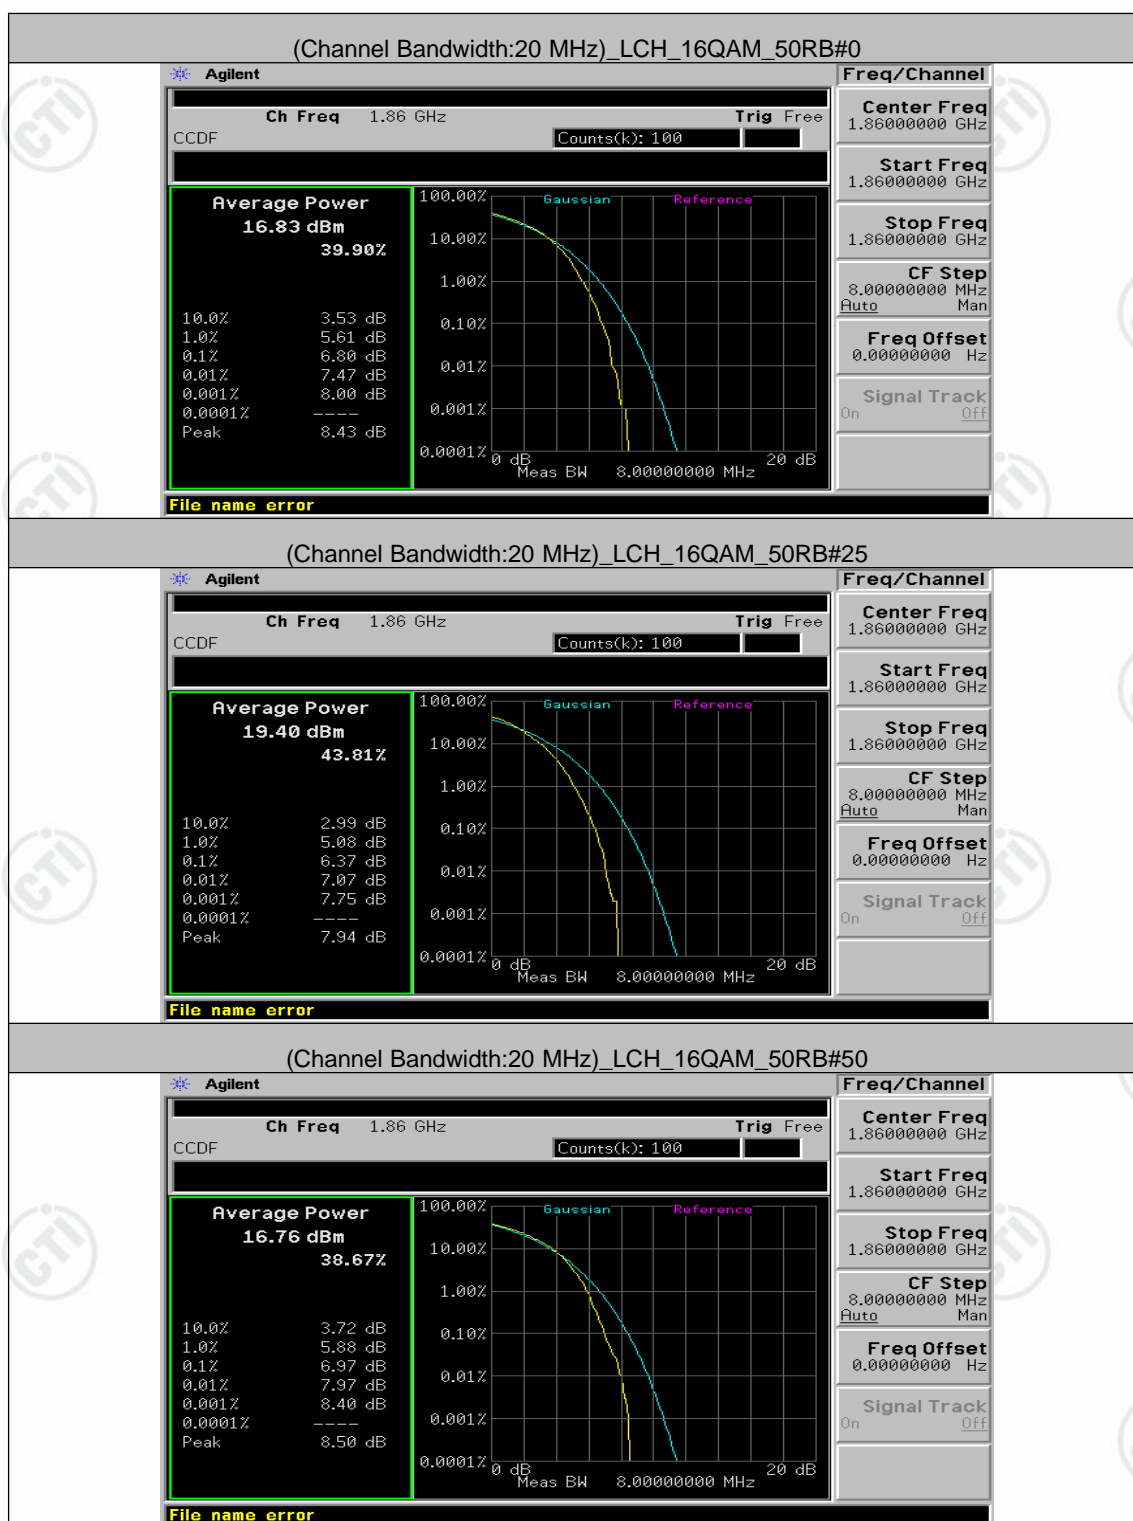 (Channel Bandwidth:20 MHz)_LCH_16QAM_50RB#0
Agilent
Freq/Channel
Ch Freq 1.86 GHz Trig Free
CCDF Counts(k): 100
Center Freq
1.86000000 GHz
Start Freq
1.86000000 GHz
Stop Freq
1.86000000 GHz
CF Step
8.00000000 MHz
Auto Man
Freq Offset
0.00000000 Hz
Signal Track
On Off
Average Power
16.83 dBm
39.90%
10.0% 3.53 dB
1.0% 5.61 dB
0.1% 6.80 dB
0.01% 7.47 dB
0.001% 8.00 dB
0.0001% ----
Peak 8.43 dB
Gaussian Reference
100.00%
10.00%
1.00%
0.10%
0.01%
0.001%
0.0001%
0 dB 20 dB
Meas BW 8.00000000 MHz
File name error
CTI
(Channel Bandwidth:20 MHz)_LCH_16QAM_50RB#25
Agilent
Freq/Channel
Ch Freq 1.86 GHz Trig Free
CCDF Counts(k): 100
Center Freq
1.86000000 GHz
Start Freq
1.86000000 GHz
Stop Freq
1.86000000 GHz
CF Step
8.00000000 MHz
Auto Man
Freq Offset
0.00000000 Hz
Signal Track
On Off
Average Power
19.40 dBm
43.81%
10.0% 2.99 dB
1.0% 5.08 dB
0.1% 6.37 dB
0.01% 7.07 dB
0.001% 7.75 dB
0.0001% ----
Peak 7.94 dB
Gaussian Reference
100.00%
10.00%
1.00%
0.10%
0.01%
0.001%
0.0001%
0 dB 20 dB
Meas BW 8.00000000 MHz
File name error
CTI
(Channel Bandwidth:20 MHz)_LCH_16QAM_50RB#50
Agilent
Freq/Channel
Ch Freq 1.86 GHz Trig Free
CCDF Counts(k): 100
Center Freq
1.86000000 GHz
Start Freq
1.86000000 GHz
Stop Freq
1.86000000 GHz
CF Step
8.00000000 MHz
Auto Man
Freq Offset
0.00000000 Hz
Signal Track
On Off
Average Power
16.76 dBm
38.67%
10.0% 3.72 dB
1.0% 5.88 dB
0.1% 6.97 dB
0.01% 7.97 dB
0.001% 8.40 dB
0.0001% ----
Peak 8.50 dB
Gaussian Reference
100.00%
10.00%
1.00%
0.10%
0.01%
0.001%
0.0001%
0 dB 20 dB
Meas BW 8.00000000 MHz
File name error
CTI